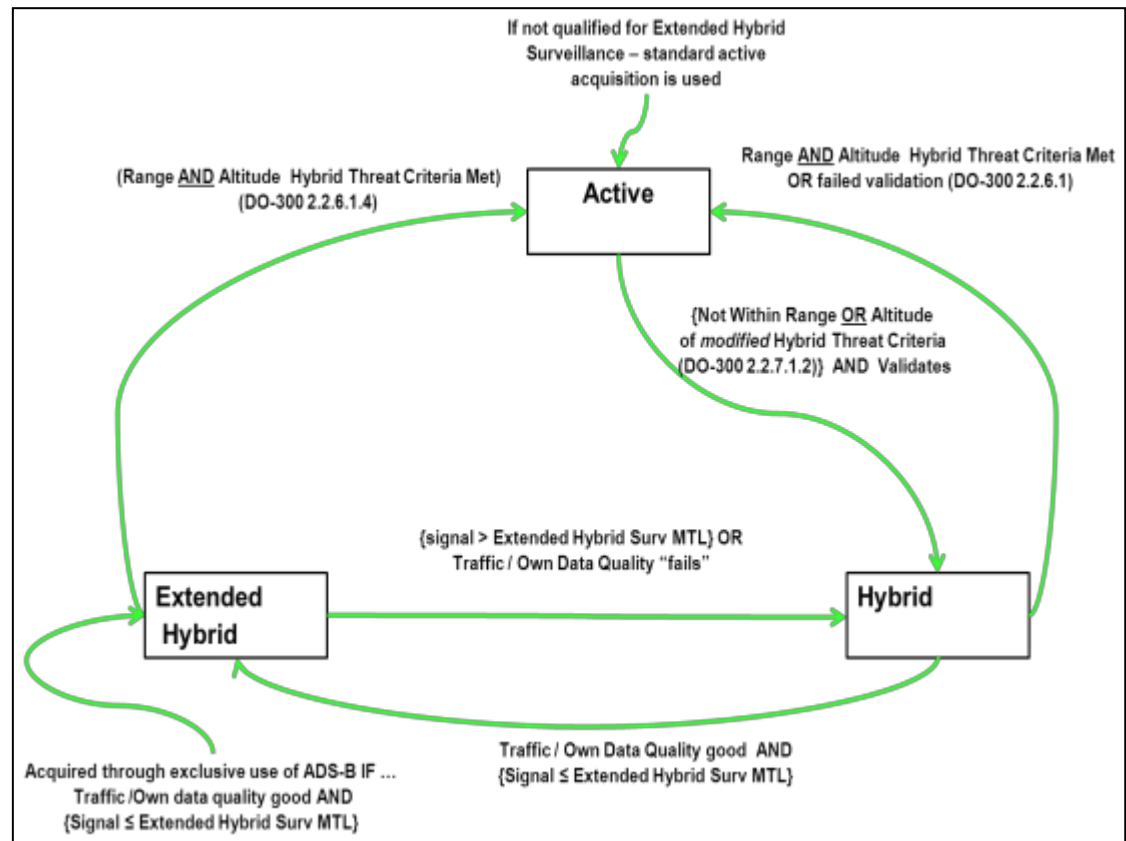 If not qualified for Extended Hybrid
Surveillance – standard active
acquisition is used
(Range AND Altitude Hybrid Threat Criteria Met)
(DO-300 2.2.6.1.4)
Range AND Altitude Hybrid Threat Criteria Met
OR failed validation (DO-300 2.2.6.1)
Active
{Not Within Range OR Altitude
of modified Hybrid Threat Criteria
(DO-300 2.2.7.1.2)} AND Validates
{signal > Extended Hybrid Surv MTL} OR
Traffic / Own Data Quality “fails”
Extended
Hybrid
Hybrid
Traffic / Own Data Quality good AND
{Signal ≤ Extended Hybrid Surv MTL}
Acquired through exclusive use of ADS-B IF ...
Traffic /Own data quality good AND
{Signal ≤ Extended Hybrid Surv MTL}